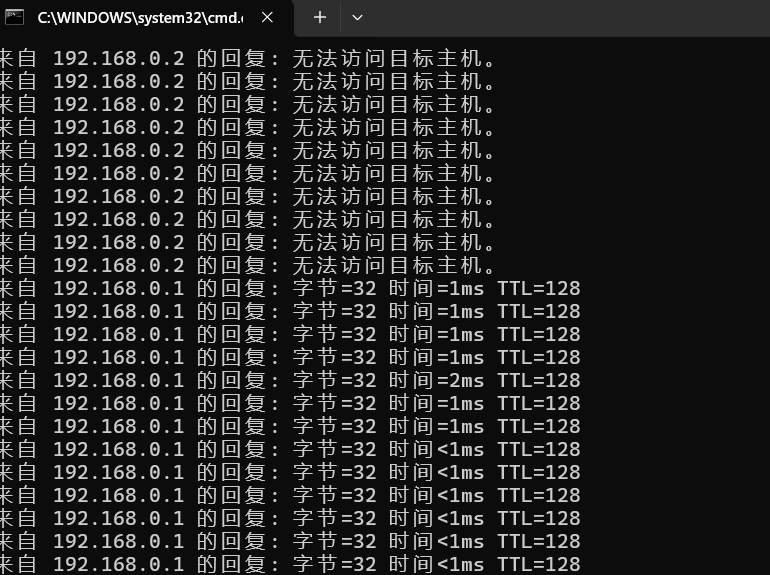 C:\WINDOWS\system32\cmd.e
来自 192.168.0.2 的回复: 无法访问目标主机。
来自 192.168.0.2 的回复: 无法访问目标主机。
来自 192.168.0.2 的回复: 无法访问目标主机。
来自 192.168.0.2 的回复: 无法访问目标主机。
来自 192.168.0.2 的回复: 无法访问目标主机。
来自 192.168.0.2 的回复: 无法访问目标主机。
来自 192.168.0.2 的回复: 无法访问目标主机。
来自 192.168.0.2 的回复: 无法访问目标主机。
来自 192.168.0.2 的回复: 无法访问目标主机。
来自 192.168.0.2 的回复: 无法访问目标主机。
来自 192.168.0.1 的回复: 字节=32 时间=1ms TTL=128
来自 192.168.0.1 的回复: 字节=32 时间=1ms TTL=128
来自 192.168.0.1 的回复: 字节=32 时间=1ms TTL=128
来自 192.168.0.1 的回复: 字节=32 时间=1ms TTL=128
来自 192.168.0.1 的回复: 字节=32 时间=2ms TTL=128
来自 192.168.0.1 的回复: 字节=32 时间=1ms TTL=128
来自 192.168.0.1 的回复: 字节=32 时间=1ms TTL=128
来自 192.168.0.1 的回复: 字节=32 时间<1ms TTL=128
来自 192.168.0.1 的回复: 字节=32 时间<1ms TTL=128
来自 192.168.0.1 的回复: 字节=32 时间<1ms TTL=128
来自 192.168.0.1 的回复: 字节=32 时间<1ms TTL=128
来自 192.168.0.1 的回复: 字节=32 时间<1ms TTL=128
来自 192.168.0.1 的回复: 字节=32 时间<1ms TTL=128